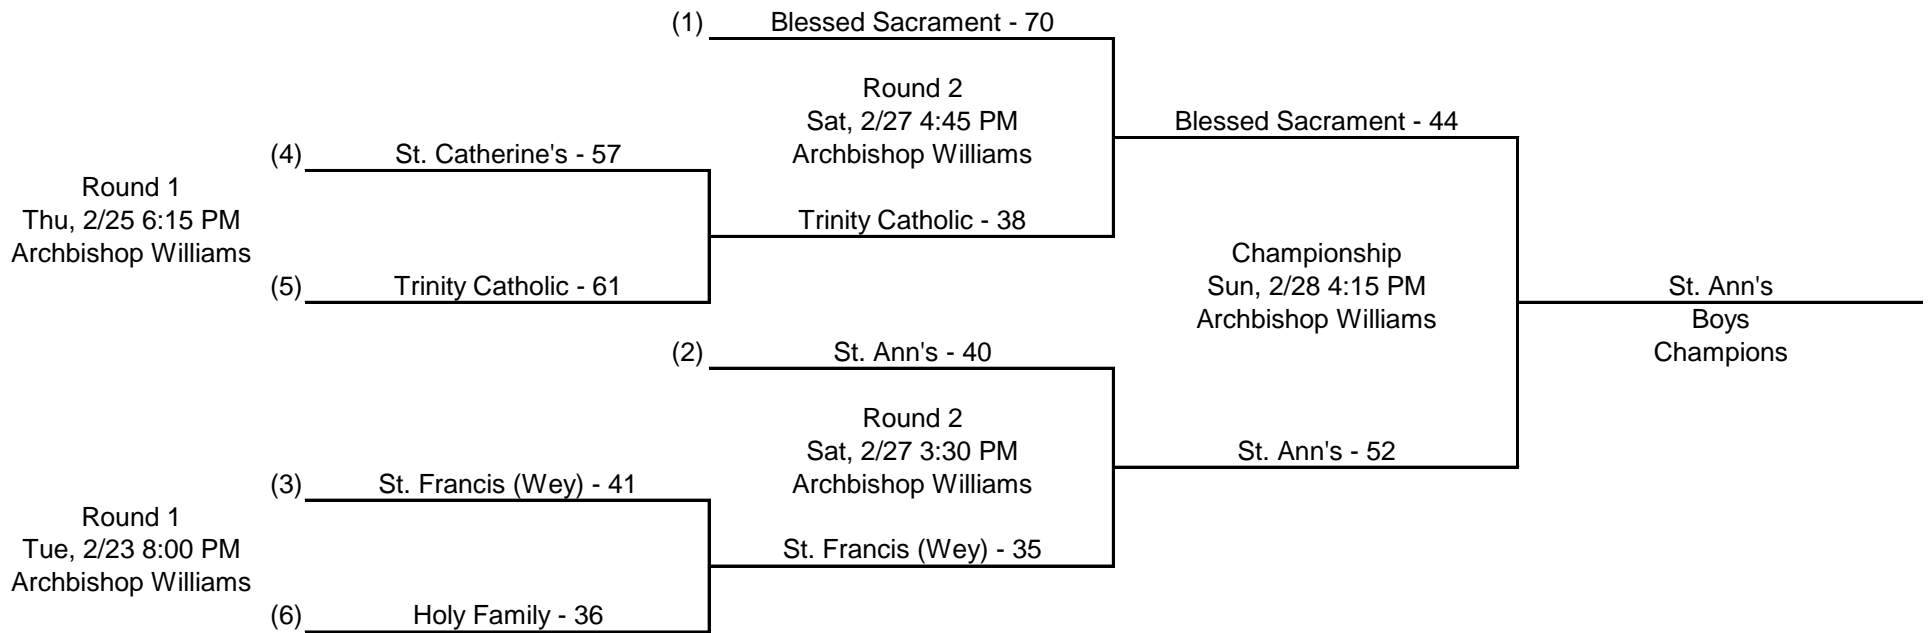 (1) Blessed Sacrament - 70
Round 2
Sat, 2/27 4:45 PM
Archbishop Williams
Blessed Sacrament - 44
(4) St. Catherine's - 57
Round 1
Thu, 2/25 6:15 PM
Archbishop Williams
Trinity Catholic - 38
(5) Trinity Catholic - 61
Championship
Sun, 2/28 4:15 PM
Archbishop Williams
St. Ann's
Boys
Champions
(2) St. Ann's - 40
Round 2
Sat, 2/27 3:30 PM
Archbishop Williams
St. Ann's - 52
(3) St. Francis (Wey) - 41
Round 1
Tue, 2/23 8:00 PM
Archbishop Williams
St. Francis (Wey) - 35
(6) Holy Family - 36